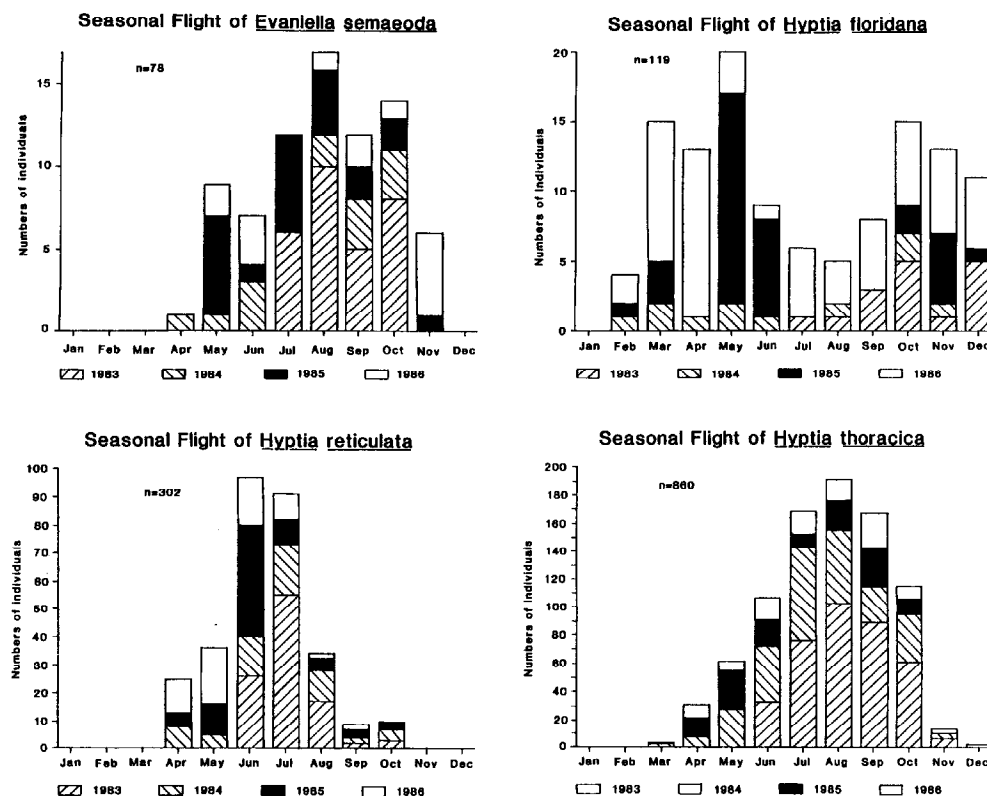 Seasonal Flight of Evaniella semaeoda
n=78
Numbers of Individuals
15
10
5
0
Jan Feb Mar Apr May Jun Jul Aug Sep Oct Nov Dec
1983 1984 1985 1986
Seasonal Flight of Hyptia floridana
n=119
Numbers of Individuals
20
15
10
5
0
Jan Feb Mar Apr May Jun Jul Aug Sep Oct Nov Dec
1983 1984 1985 1986
Seasonal Flight of Hyptia reticulata
n=302
Numbers of Individuals
100
90
80
70
60
50
40
30
20
10
0
Jan Feb Mar Apr May Jun Jul Aug Sep Oct Nov Dec
1983 1984 1985 1986
Seasonal Flight of Hyptia thoracica
n=860
Numbers of Individuals
200
180
160
140
120
100
80
60
40
20
0
Jan Feb Mar Apr May Jun Jul Aug Sep Oct Nov Dec
1983 1984 1985 1986